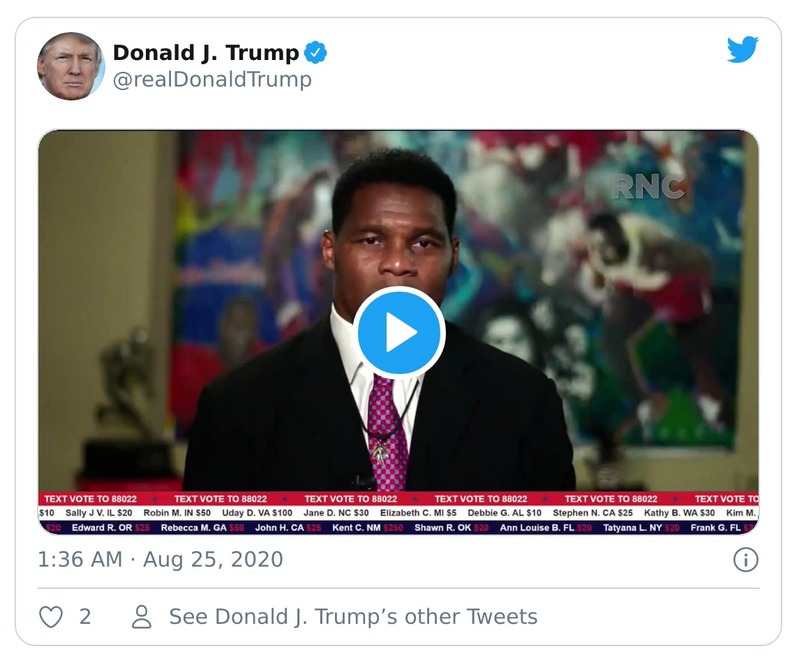 Donald J. Trump
@realDonaldTrump
RNC
TEXT VOTE TO 88022 TEXT VOTE TO 88022 TEXT VOTE TO 88022 TEXT VOTE TO 88022 TEXT VOTE TO 88022 TEXT VOTE TO
$10 Sally J V. IL $20 Robin M. IN $50 Uday D. VA $100 Jane D. NC $30 Elizabeth C. MI $5 Debbie G. AL $10 Stephen N. CA $25 Kathy B. WA $30 Kim M.
$20 Edward R. OR $25 Rebecca M. GA $50 John H. CA $25 Kent C. NM $250 Shawn R. OK $20 Ann Louise B. FL $20 Tatyana L. NY $20 Frank G. FL
1:36 AM · Aug 25, 2020
2 See Donald J. Trump’s other Tweets